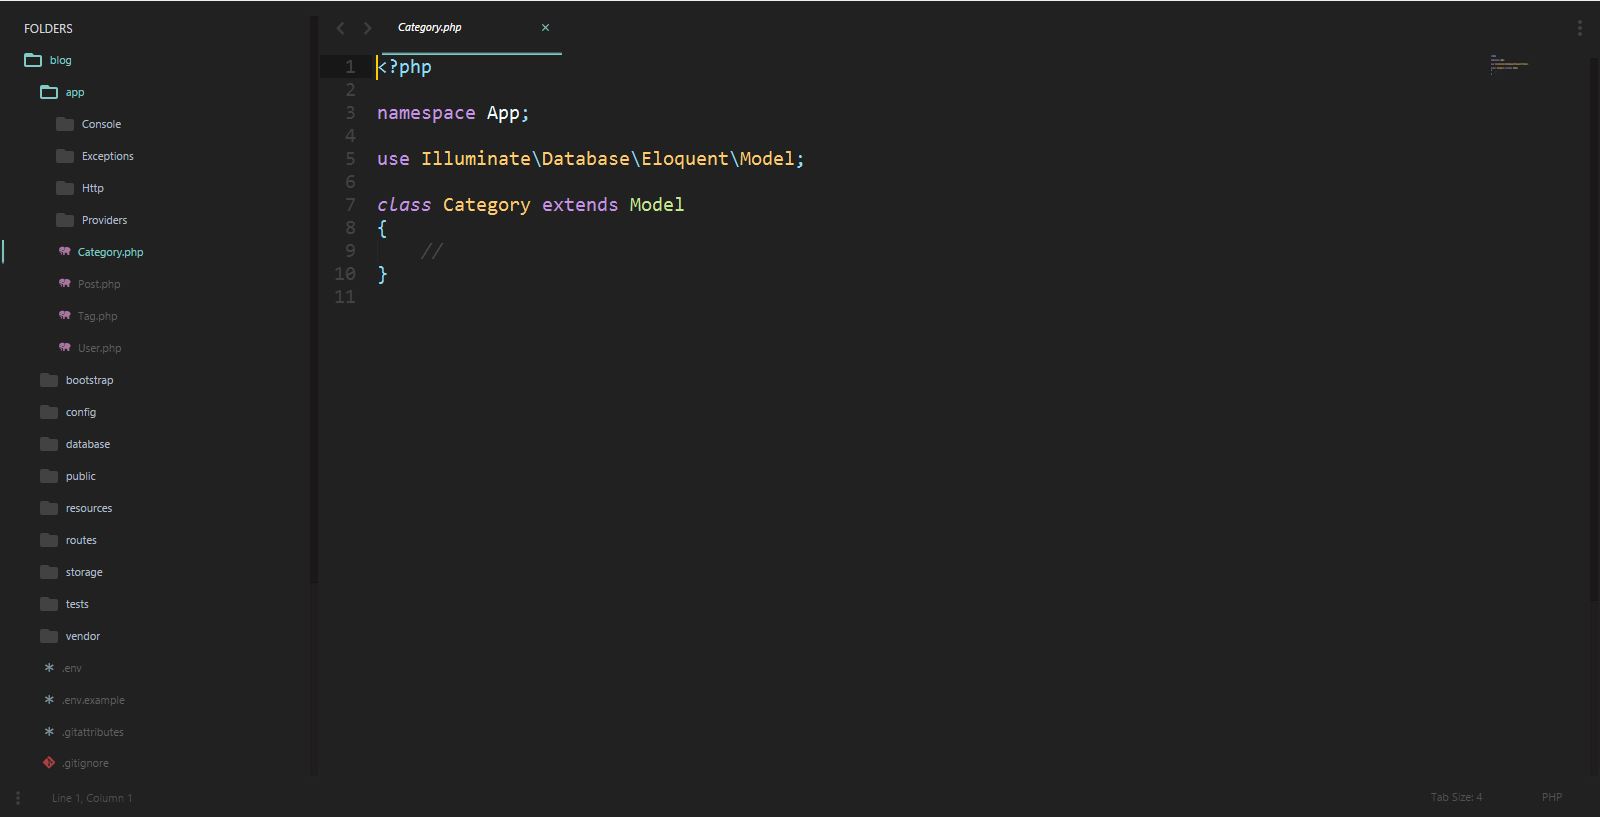 FOLDERS
blog
app
Console
Exceptions
Http
Providers
Category.php
Post.php
Tag.php
User.php
bootstrap
config
database
public
resources
routes
storage
tests
vendor
.env
.env.example
.gitattributes
.gitignore
Category.php ×
1 <?php
2
3 namespace App;
4
5 use Illuminate\Database\Eloquent\Model;
6
7 class Category extends Model
8 {
9     //
10 }
11
Line 1, Column 1
Tab Size: 4
PHP